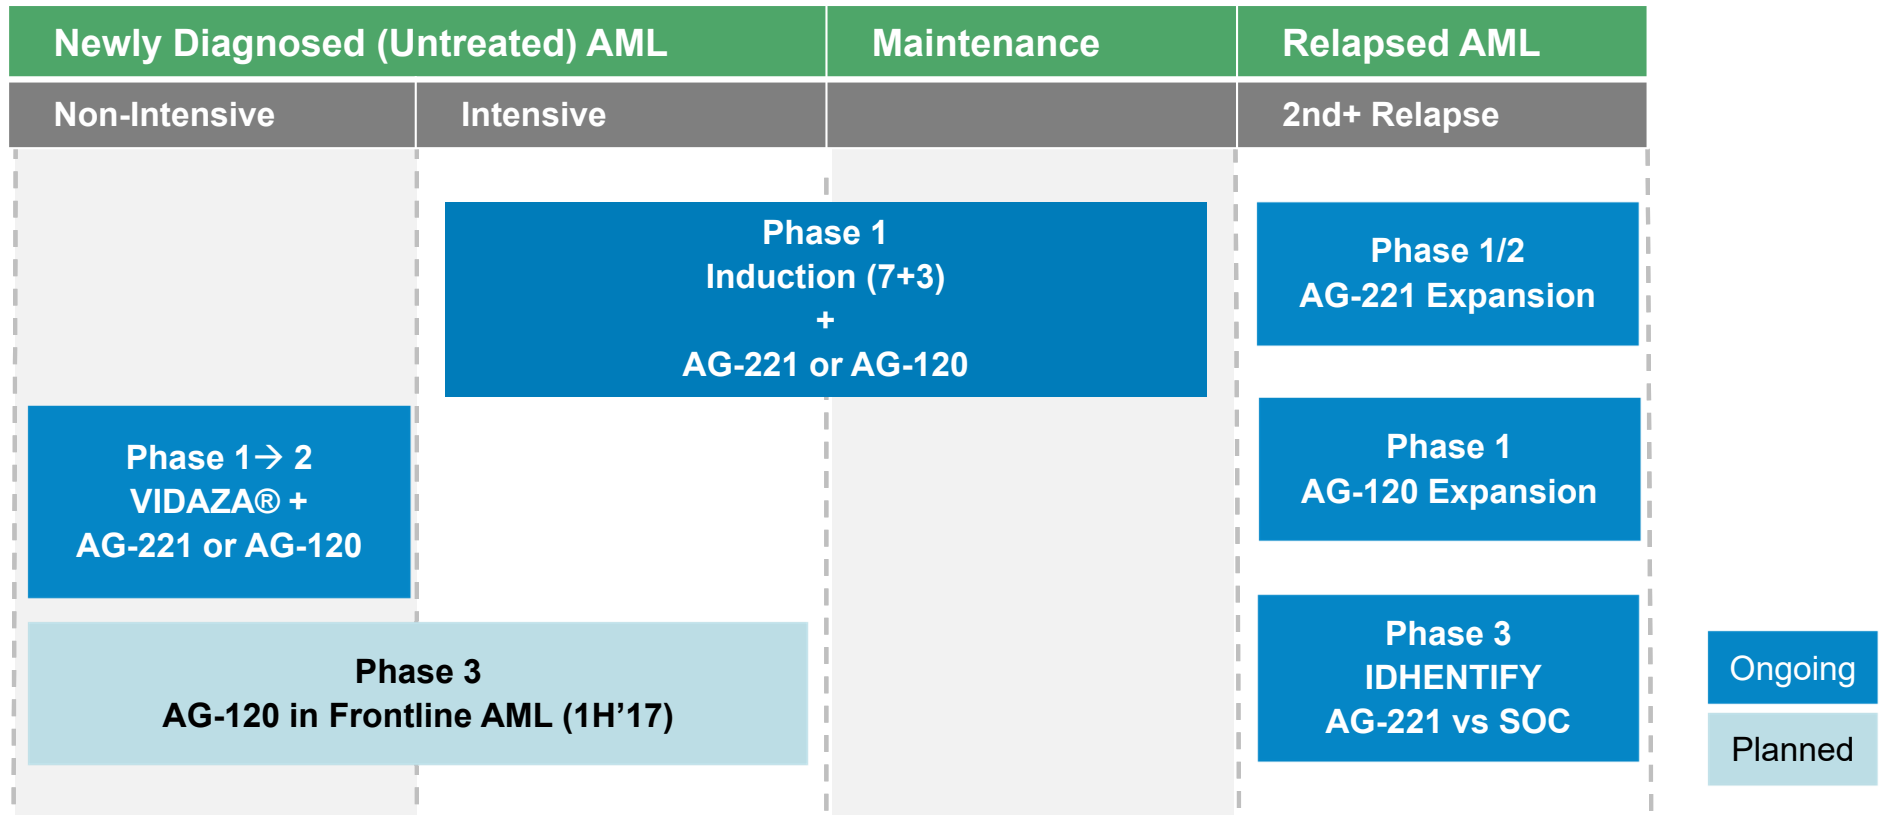 Newly Diagnosed (Untreated) AML
Maintenance
Relapsed AML
Non-Intensive
Intensive
2nd+ Relapse
Phase 1
Induction (7+3)
+
AG-221 or AG-120
Phase 1/2
AG-221 Expansion
Phase 1→ 2
VIDAZA® +
AG-221 or AG-120
Phase 1
AG-120 Expansion
Phase 3
AG-120 in Frontline AML (1H’17)
Phase 3
IDHENTIFY
AG-221 vs SOC
Ongoing
Planned